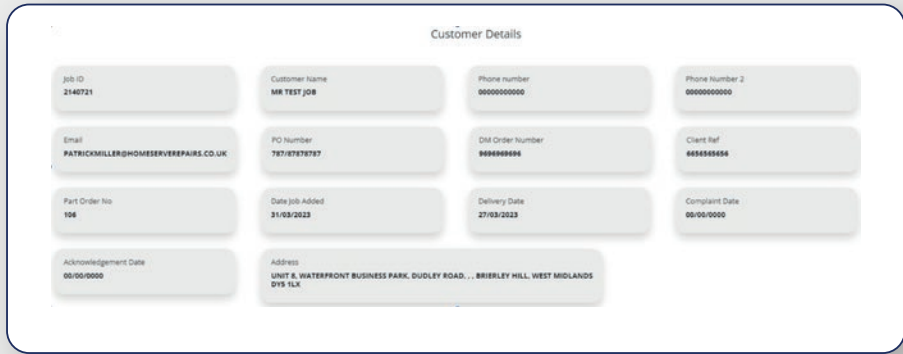 Customer Details
Job ID
2140721
Customer Name
MR TEST JOB
Phone number
00000000000
Phone Number 2
00000000000
Email
PATRICKMILLER@HOMESERVEREPAIRS.CO.UK
PO Number
787/87878787
DM Order Number
9696969696
Client Ref
6656565656
Part Order No
106
Date Job Added
31/03/2023
Delivery Date
27/03/2023
Complaint Date
00/00/0000
Acknowledgement Date
00/00/0000
Address
UNIT 8, WATERFRONT BUSINESS PARK, DUDLEY ROAD, , , BRIERLEY HILL, WEST MIDLANDS
DY5 1LX